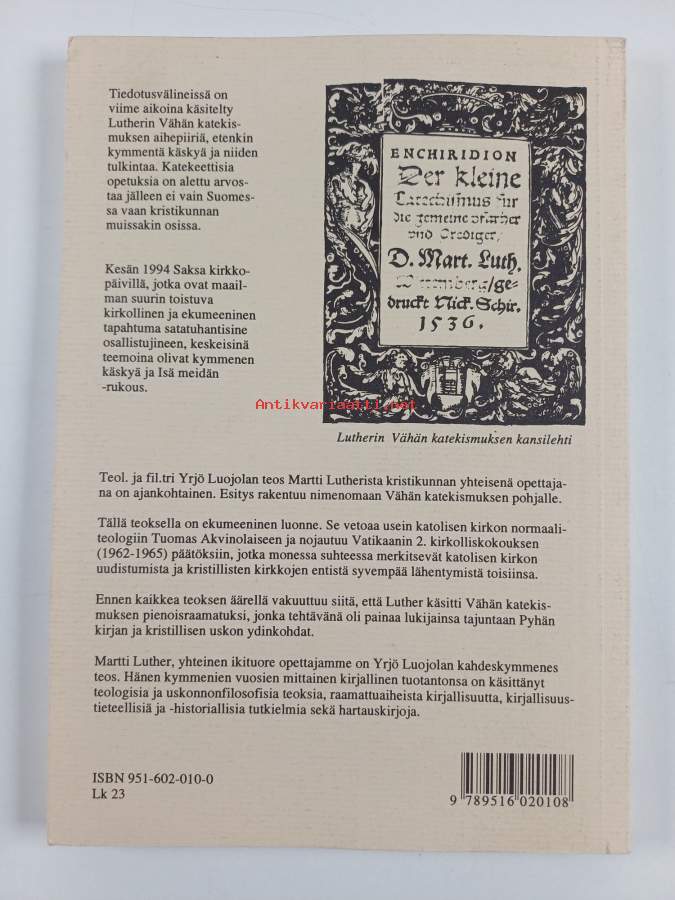 Tiedotusvälineissä on
viime aikoina käsitelty
Lutherin Vähän katekis-
muksen aihepiiriä, etenkin
kymmentä käskyä ja niiden
tulkintaa. Katekeettisia
opetuksia on alettu arvos-
taa jälleen ei vain Suomes-
sa vaan kristikunnan
muissakin osissa.
Kesän 1994 Saksa kirkko-
päivillä, jotka ovat maail-
man suurin toistuva
kirkollinen ja ekumeeninen
tapahtuma satatuhantisine
osallistujineen, keskeisinä
teemoina olivat kymmenen
käskyä ja Isä meidän
-rukous.
ENCHIRIDION
Der kleine
Catechismus für
die gemeine
und
D. Mart. Luth.
/ge-
druckt Nick. Schir.
1536.
Antikvariaatti.net
Lutherin Vähän katekismuksen kansilehti
Teol. ja fil.tri Yrjö Luojolan teos Martti Lutherista kristikunnan yhteisenä opettaja-
na on ajankohtainen. Esitys rakentuu nimenomaan Vähän katekismuksen pohjalle.
Tällä teoksella on ekumeeninen luonne. Se vetoaa usein katolisen kirkon normaali-
teologiin Tuomas Akvinolaiseen ja nojautuu Vatikaanin 2. kirkolliskokouksen
(1962-1965) päätöksiin, jotka monessa suhteessa merkitsevät katolisen kirkon
uudistumista ja kristillisten kirkkojen entistä syvempää lähentymistä toisiinsa.
Ennen kaikkea teoksen äärellä vakuuttuu siitä, että Luther käsitti Vähän katekis-
muksen pienoisraamatuksi, jonka tehtävänä oli painaa lukijainsa tajuntaan Pyhän
kirjan ja kristillisen uskon ydinkohdat.
Martti Luther, yhteinen ikituore opettajamme on Yrjö Luojolan kahdeskymmenes
teos. Hänen kymmenien vuosien mittainen kirjallinen tuotantonsa on käsittänyt
teologisia ja uskonnonfilosofisia teoksia, raamattuaiheista kirjallisuutta, kirjallisuus-
tieteellisiä ja -historiallisia tutkielmia sekä hartauskirjoja.
ISBN 951-602-010-0
Lk 23
9 789516 020108